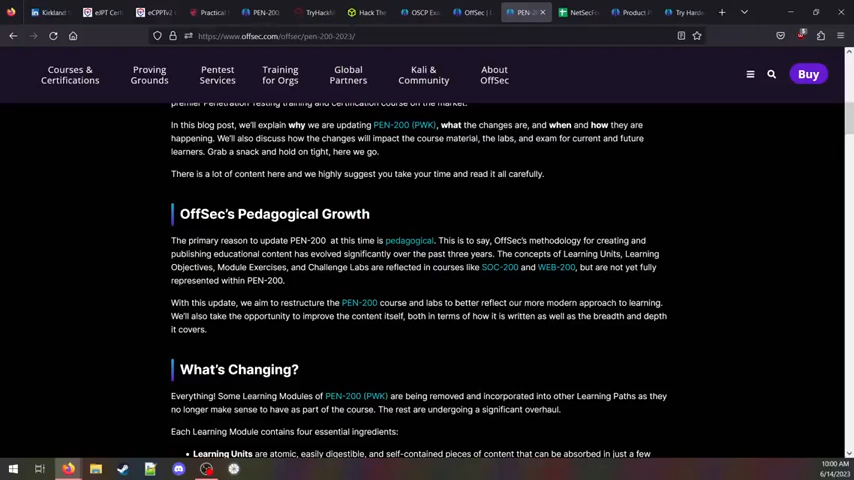 Kirkland
eJPT Cert
eCPPTv2
Practical
PEN-200
TryHackM
Hack The
OSCP Exa
OffSec |
PEN-20
NetSecFo
Product P
Try Hard
https://www.offsec.com/offsec/pen-200-2023/
Courses & Certifications
Proving Grounds
Pentest Services
Training for Orgs
Global Partners
Kali & Community
About OffSec
Buy
premier Penetration Testing training and certification course on the market.
In this blog post, we'll explain why we are updating PEN-200 (PWK), what the changes are, and when and how they are
happening. We'll also discuss how the changes will impact the course material, the labs, and exam for current and future
learners. Grab a snack and hold on tight, here we go.
There is a lot of content here and we highly suggest you take your time and read it all carefully.
OffSec's Pedagogical Growth
The primary reason to update PEN-200 at this time is pedagogical. This is to say, OffSec's methodology for creating and
publishing educational content has evolved significantly over the past three years. The concepts of Learning Units, Learning
Objectives, Module Exercises, and Challenge Labs are reflected in courses like SOC-200 and WEB-200, but are not yet fully
represented within PEN-200.
With this update, we aim to restructure the PEN-200 course and labs to better reflect our more modern approach to learning.
We'll also take the opportunity to improve the content itself, both in terms of how it is written as well as the breadth and depth
it covers.
What's Changing?
Everything! Some Learning Modules of PEN-200 (PWK) are being removed and incorporated into other Learning Paths as they
no longer make sense to have as part of the course. The rest are undergoing a significant overhaul.
Each Learning Module contains four essential ingredients:
• Learning Units are atomic, easily digestible, and self-contained pieces of content that can be absorbed in just a few
10:00 AM
6/14/2023